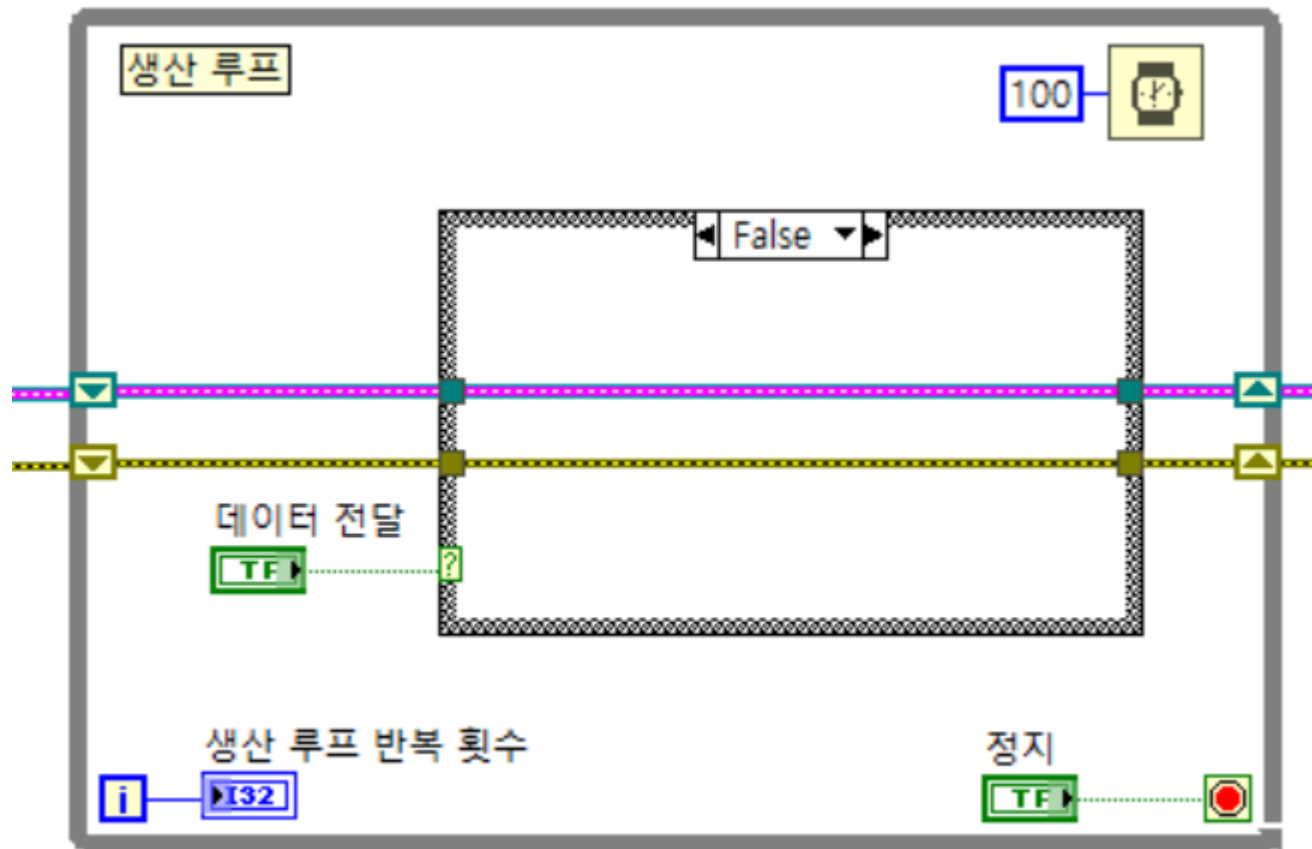 생산 루프
100
False
데이터 전달
TF
?
생산 루프 반복 횟수
i
I32
정지
TF